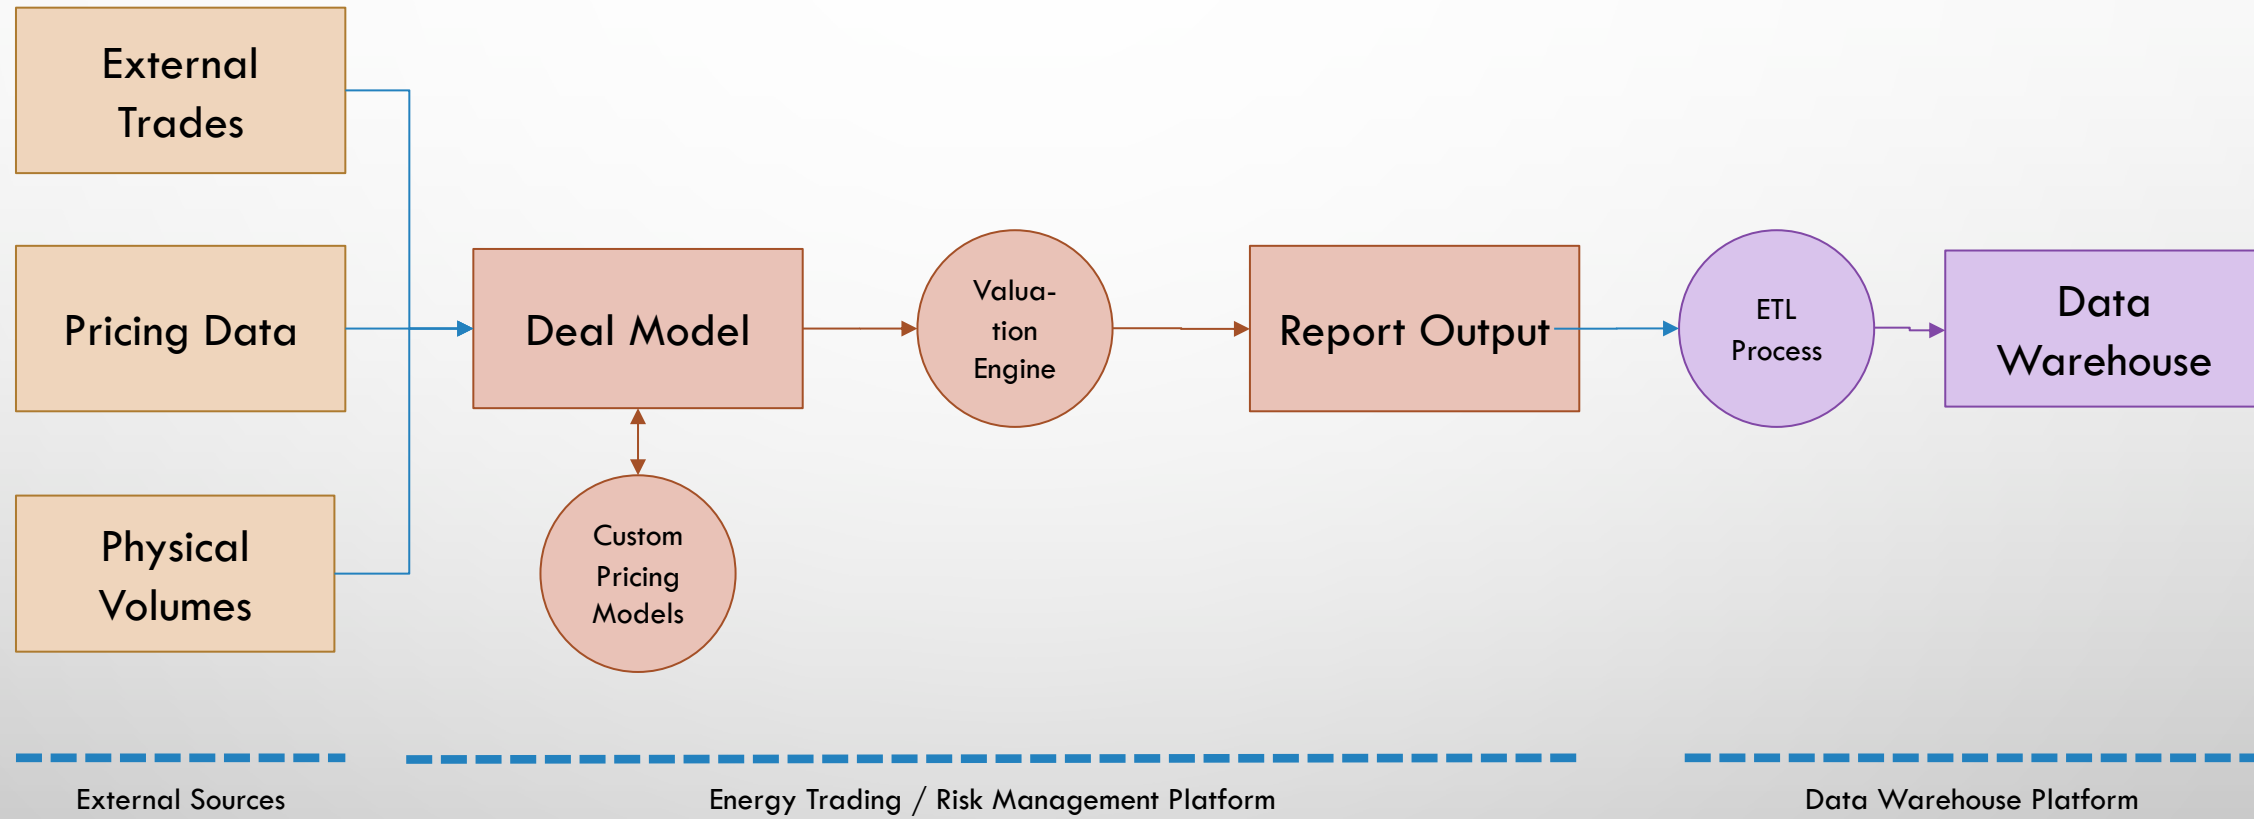 External
Trades
Pricing Data
Physical
Volumes
Deal Model
Custom
Pricing
Models
Valua-
tion
Engine
Report Output
ETL
Process
Data
Warehouse
External Sources
Energy Trading / Risk Management Platform
Data Warehouse Platform